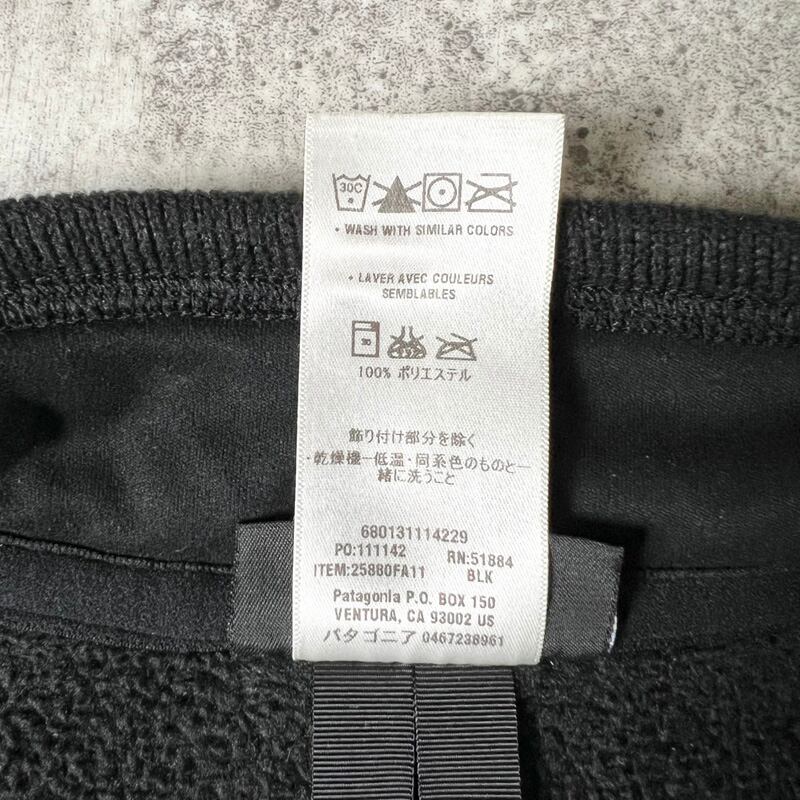 30C
• WASH WITH SIMILAR COLORS
• LAVER AVEC COULEURS
SEMBLABLES
30
100% ポリエステル
飾り付け部分を除く
・乾燥機ー低温・同系色のものと一
緒に洗うこと
680131114229
PO:111142 RN:51884
ITEM:25880FA11 BLK
Patagonia P.O. BOX 150
VENTURA, CA 93002 US
パタゴニア 0467238961